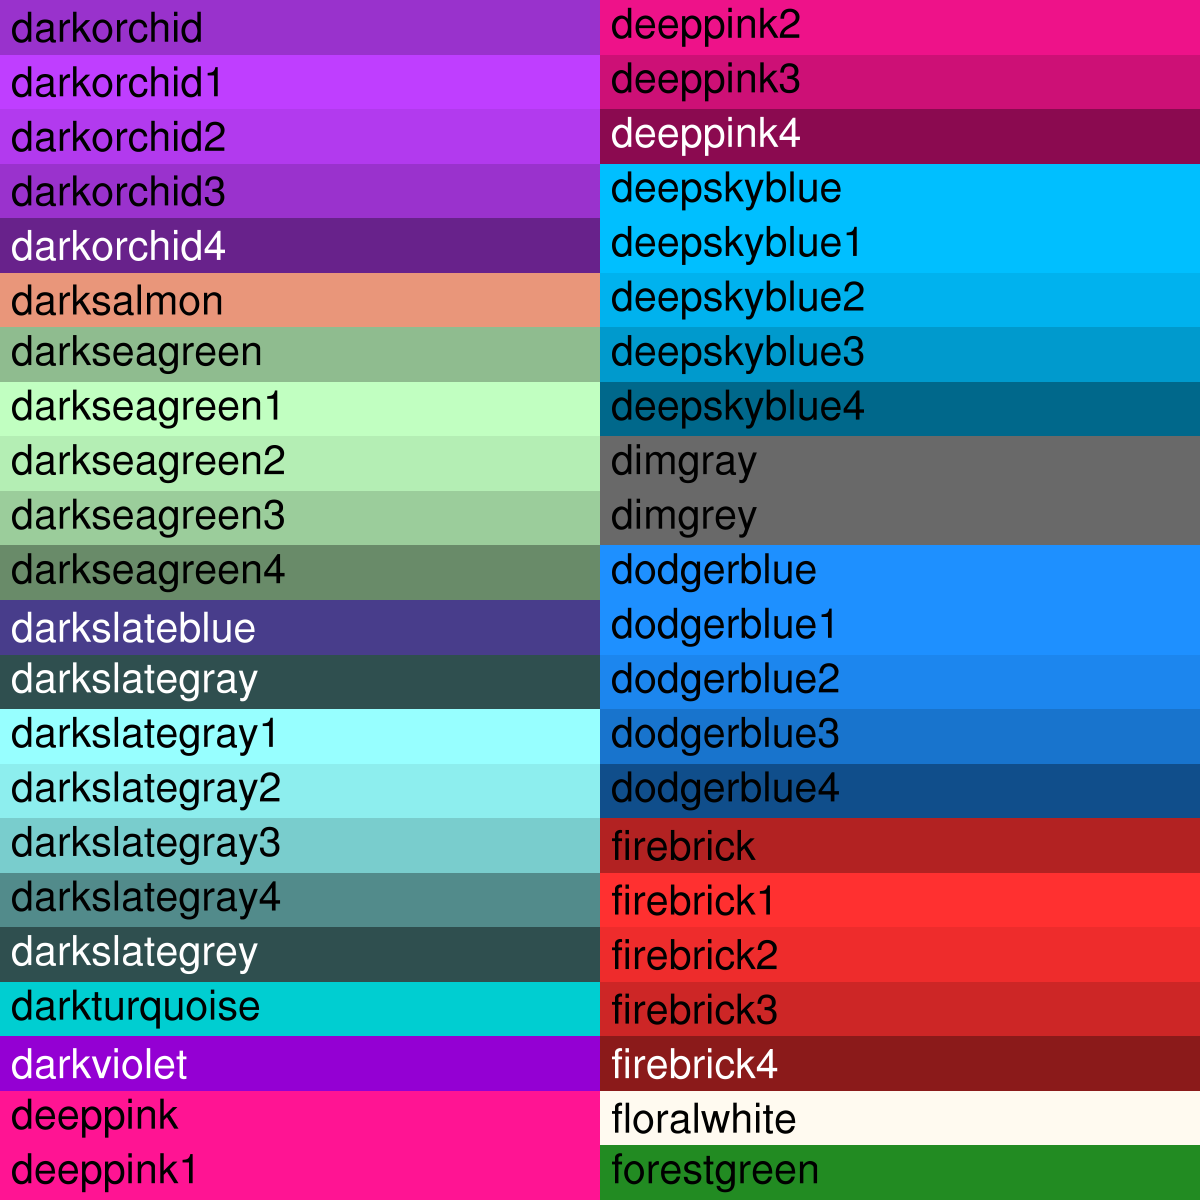 darkorchid
darkorchid1
darkorchid2
darkorchid3
darkorchid4
darksalmon
darkseagreen
darkseagreen1
darkseagreen2
darkseagreen3
darkseagreen4
darkslateblue
darkslategray
darkslategray1
darkslategray2
darkslategray3
darkslategray4
darkslategrey
darkturquoise
darkviolet
deeppink
deeppink1
deeppink2
deeppink3
deeppink4
deepskyblue
deepskyblue1
deepskyblue2
deepskyblue3
deepskyblue4
dimgray
dimgrey
dodgerblue
dodgerblue1
dodgerblue2
dodgerblue3
dodgerblue4
firebrick
firebrick1
firebrick2
firebrick3
firebrick4
floralwhite
forestgreen